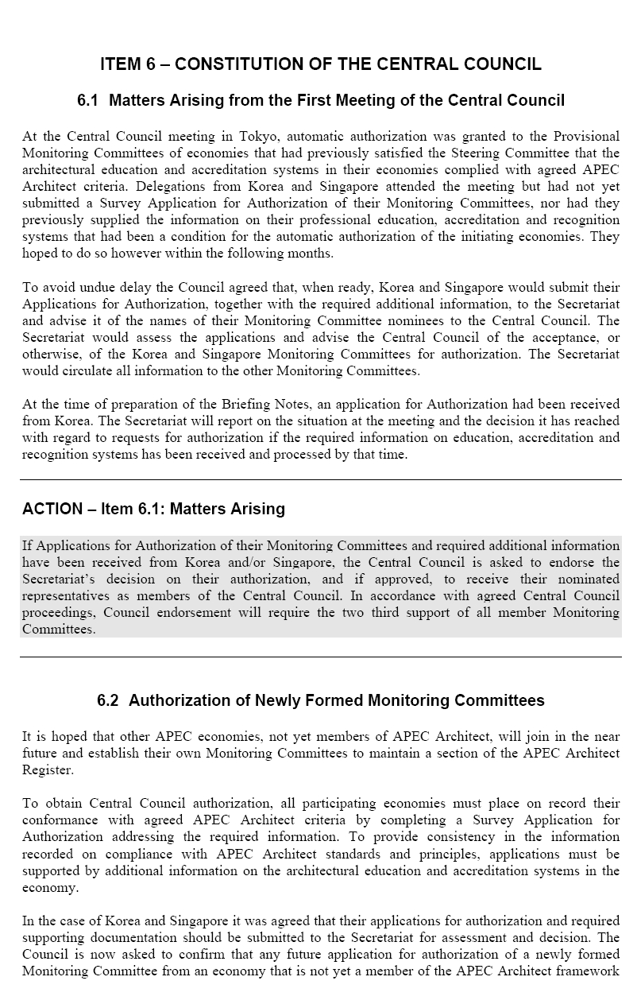 ITEM 6 – CONSTITUTION OF THE CENTRAL COUNCIL
6.1 Matters Arising from the First Meeting of the Central Council
At the Central Council meeting in Tokyo, automatic authorization was granted to the Provisional
Monitoring Committees of economies that had previously satisfied the Steering Committee that the
architectural education and accreditation systems in their economies complied with agreed APEC
Architect criteria. Delegations from Korea and Singapore attended the meeting but had not yet
submitted a Survey Application for Authorization of their Monitoring Committees, nor had they
previously supplied the information on their professional education, accreditation and recognition
systems that had been a condition for the automatic authorization of the initiating economies. They
hoped to do so however within the following months.
To avoid undue delay the Council agreed that, when ready, Korea and Singapore would submit their
Applications for Authorization, together with the required additional information, to the Secretariat
and advise it of the names of their Monitoring Committee nominees to the Central Council. The
Secretariat would assess the applications and advise the Central Council of the acceptance, or
otherwise, of the Korea and Singapore Monitoring Committees for authorization. The Secretariat
would circulate all information to the other Monitoring Committees.
At the time of preparation of the Briefing Notes, an application for Authorization had been received
from Korea. The Secretariat will report on the situation at the meeting and the decision it has reached
with regard to requests for authorization if the required information on education, accreditation and
recognition systems has been received and processed by that time.
ACTION – Item 6.1: Matters Arising
If Applications for Authorization of their Monitoring Committees and required additional information
have been received from Korea and/or Singapore, the Central Council is asked to endorse the
Secretariat's decision on their authorization, and if approved, to receive their nominated
representatives as members of the Central Council. In accordance with agreed Central Council
proceedings, Council endorsement will require the two third support of all member Monitoring
Committees.
6.2 Authorization of Newly Formed Monitoring Committees
It is hoped that other APEC economies, not yet members of APEC Architect, will join in the near
future and establish their own Monitoring Committees to maintain a section of the APEC Architect
Register.
To obtain Central Council authorization, all participating economies must place on record their
conformance with agreed APEC Architect criteria by completing a Survey Application for
Authorization addressing the required information. To provide consistency in the information
recorded on compliance with APEC Architect standards and principles, applications must be
supported by additional information on the architectural education and accreditation systems in the
economy.
In the case of Korea and Singapore it was agreed that their applications for authorization and required
supporting documentation should be submitted to the Secretariat for assessment and decision. The
Council is now asked to confirm that any future application for authorization of a newly formed
Monitoring Committee from an economy that is not yet a member of the APEC Architect framework